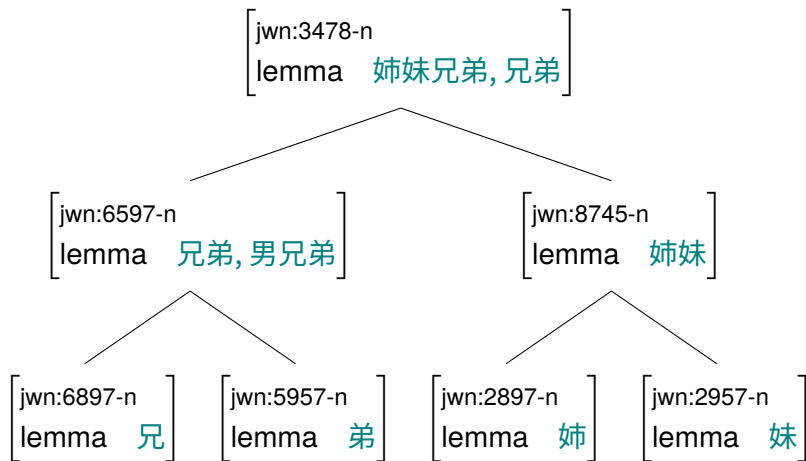 jwn:3478-n
lemma 姉妹兄弟, 兄弟
jwn:6597-n
lemma 兄弟, 男兄弟
jwn:8745-n
lemma 姉妹
jwn:6897-n
lemma 兄
jwn:5957-n
lemma 弟
jwn:2897-n
lemma 姉
jwn:2957-n
lemma 妹